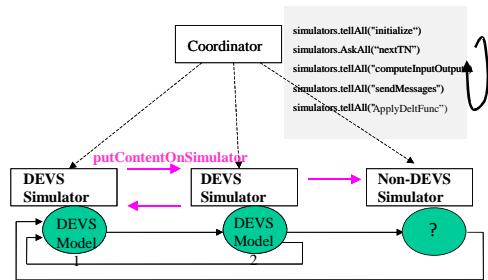 Coordinator
simulators.tellAll("initialize“)
simulators.AskAll(“nextTN”)
simulators.tellAll("computeInputOutput
simulators.tellAll("sendMessages")
simulators.tellAll("ApplyDeltFunc”)
putContentOnSimulator
DEVS
Simulator
DEVS
Simulator
Non-DEVS
Simulator
DEVS
Model
1
DEVS
Model
2
?